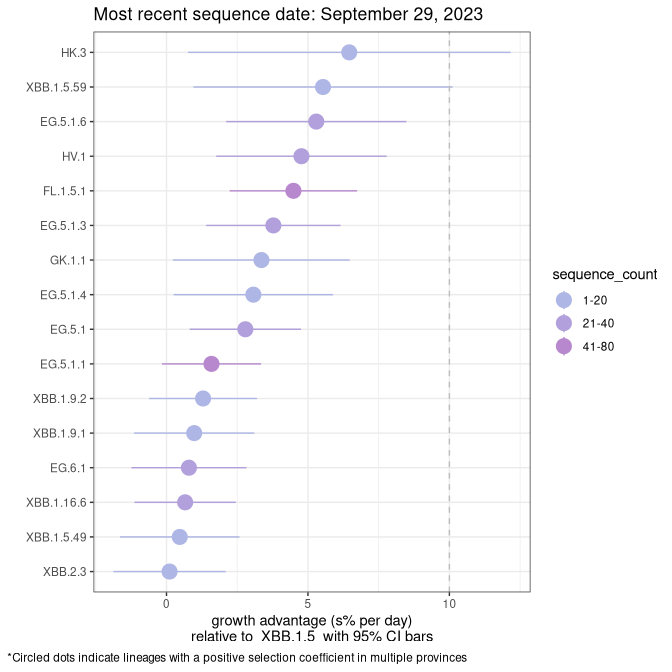 Most recent sequence date: September 29, 2023
HK.3
XBB.1.5.59
EG.5.1.6
HV.1
FL.1.5.1
EG.5.1.3
GK.1.1
EG.5.1.4
EG.5.1
EG.5.1.1
XBB.1.9.2
XBB.1.9.1
EG.6.1
XBB.1.16.6
XBB.1.5.49
XBB.2.3
0 5 10
growth advantage (s% per day)
relative to XBB.1.5 with 95% CI bars
*Circled dots indicate lineages with a positive selection coefficient in multiple provinces
sequence_count
1-20
21-40
41-80